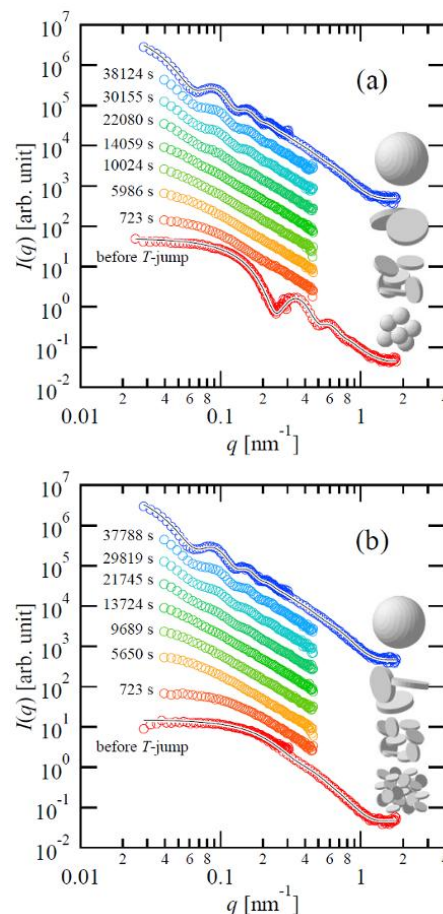 10^7
10^6
10^5
10^4
10^3
10^2
10^1
10^0
10^-1
10^-2
I(q) [arb. unit]
(a)
38124 s
30155 s
22080 s
14059 s
10024 s
5986 s
723 s
before T-jump
0.01 2 4 6 8 0.1 2 4 6 8 1 2 4
q [nm^-1]
10^7
10^6
10^5
10^4
10^3
10^2
10^1
10^0
10^-1
10^-2
I(q) [arb. unit]
(b)
37788 s
29819 s
21745 s
13724 s
9689 s
5650 s
723 s
before T-jump
0.01 2 4 6 8 0.1 2 4 6 8 1 2 4
q [nm^-1]